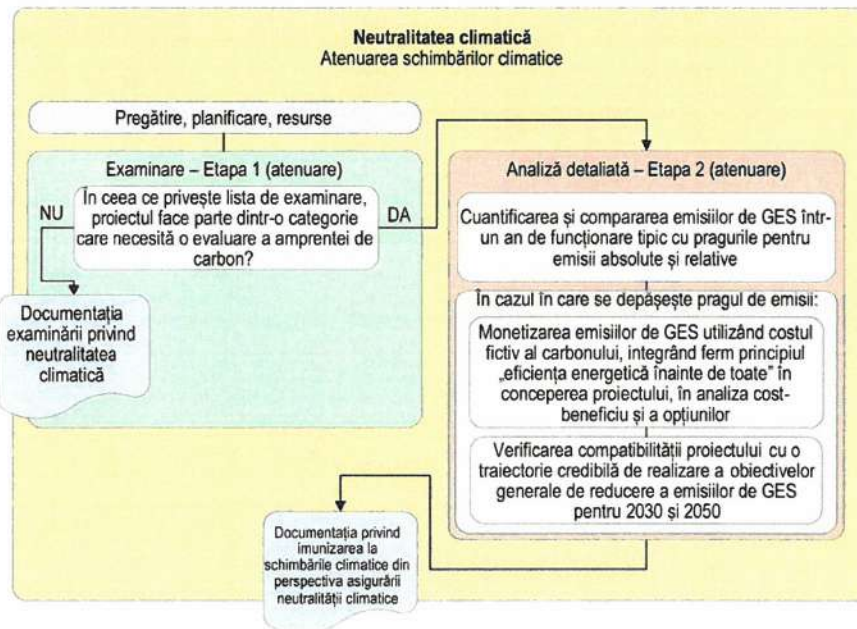 Neutralitatea climatică
Atenuarea schimbărilor climatice
Pregătire, planificare, resurse
Examinare – Etapa 1 (atenuare)
În ceea ce privește lista de examinare,
proiectul face parte dintr-o categorie
care necesită o evaluare a amprentei de
carbon?
NU
DA
Documentația
examinării privind
neutralitatea
climatică
Analiză detaliată – Etapa 2 (atenuare)
Cuantificarea și compararea emisiilor de GES într-
un an de funcționare tipic cu pragurile pentru
emisii absolute și relative
În cazul în care se depășește pragul de emisii:
Monetizarea emisiilor de GES utilizând costul
fictiv al carbonului, integrând ferm principiul
„eficiența energetică înainte de toate” în
conceperea proiectului, în analiza cost-
beneficiu și a opțiunilor
Verificarea compatibilității proiectului cu o
traiectorie credibilă de realizare a obiectivelor
generale de reducere a emisiilor de GES
pentru 2030 și 2050
Documentația privind
imunizarea la
schimbările climatice din
perspectiva asigurării
neutralității climatice